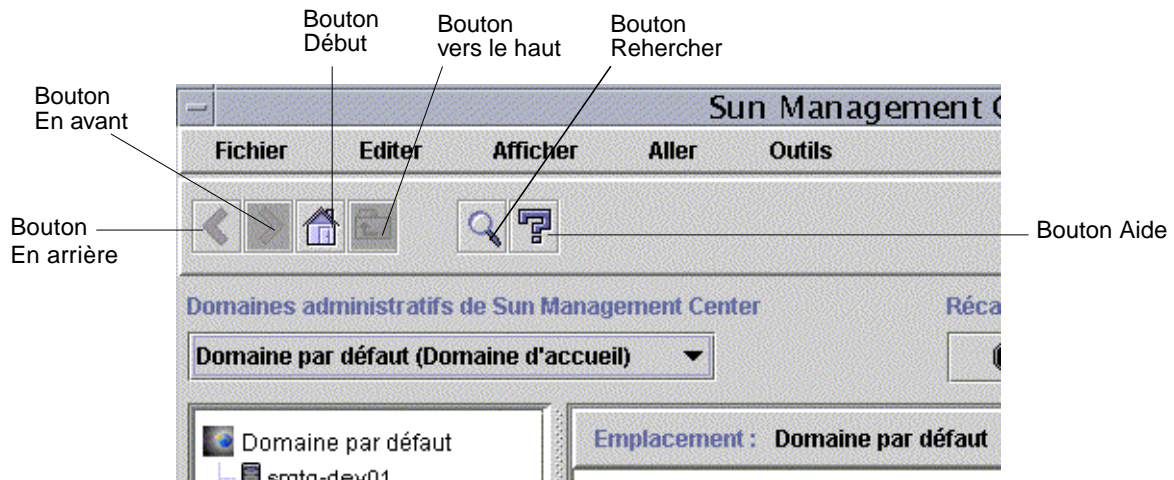 Bouton
Début
Bouton
vers le haut
Bouton
Rehercher
Bouton
En avant
Sun Management
Fichier Editer Afficher Aller Outils
Bouton
En arrière
Bouton Aide
Domaines administratifs de Sun Management Center
Domaine par défaut (Domaine d'accueil)
Domaine par défaut
Emplacement : Domaine par défaut